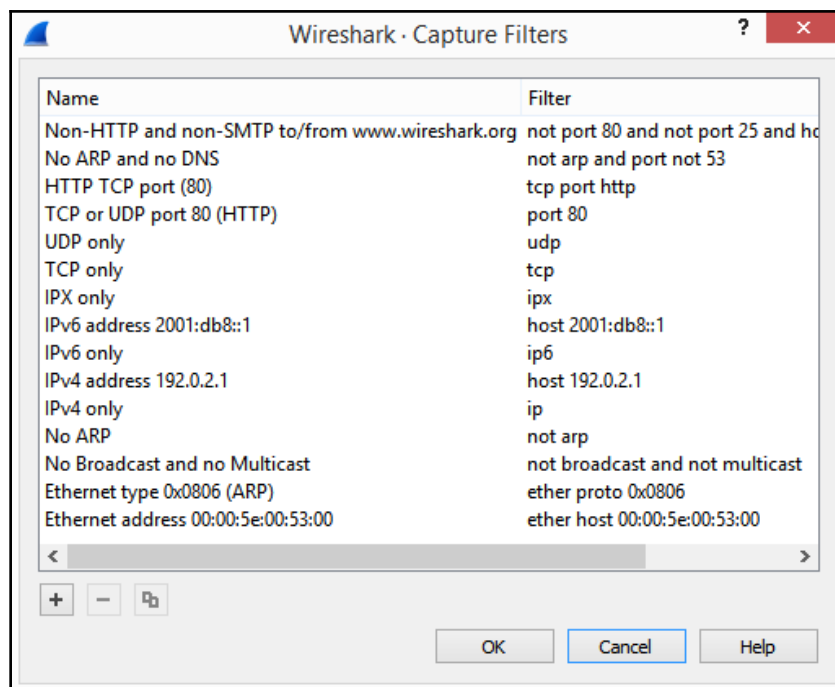 Wireshark · Capture Filters ?
Name Filter
Non-HTTP and non-SMTP to/from www.wireshark.org not port 80 and not port 25 and
No ARP and no DNS not arp and port not 53
HTTP TCP port (80) tcp port http
TCP or UDP port 80 (HTTP) port 80
UDP only udp
TCP only tcp
IPX only ipx
IPv6 address 2001:db8::1 host 2001:db8::1
IPv6 only ip6
IPv4 address 192.0.2.1 host 192.0.2.1
IPv4 only ip
No ARP not arp
No Broadcast and no Multicast not broadcast and not multicast
Ethernet type 0x0806 (ARP) ether proto 0x0806
Ethernet address 00:00:5e:00:53:00 ether host 00:00:5e:00:53:00
OK Cancel Help